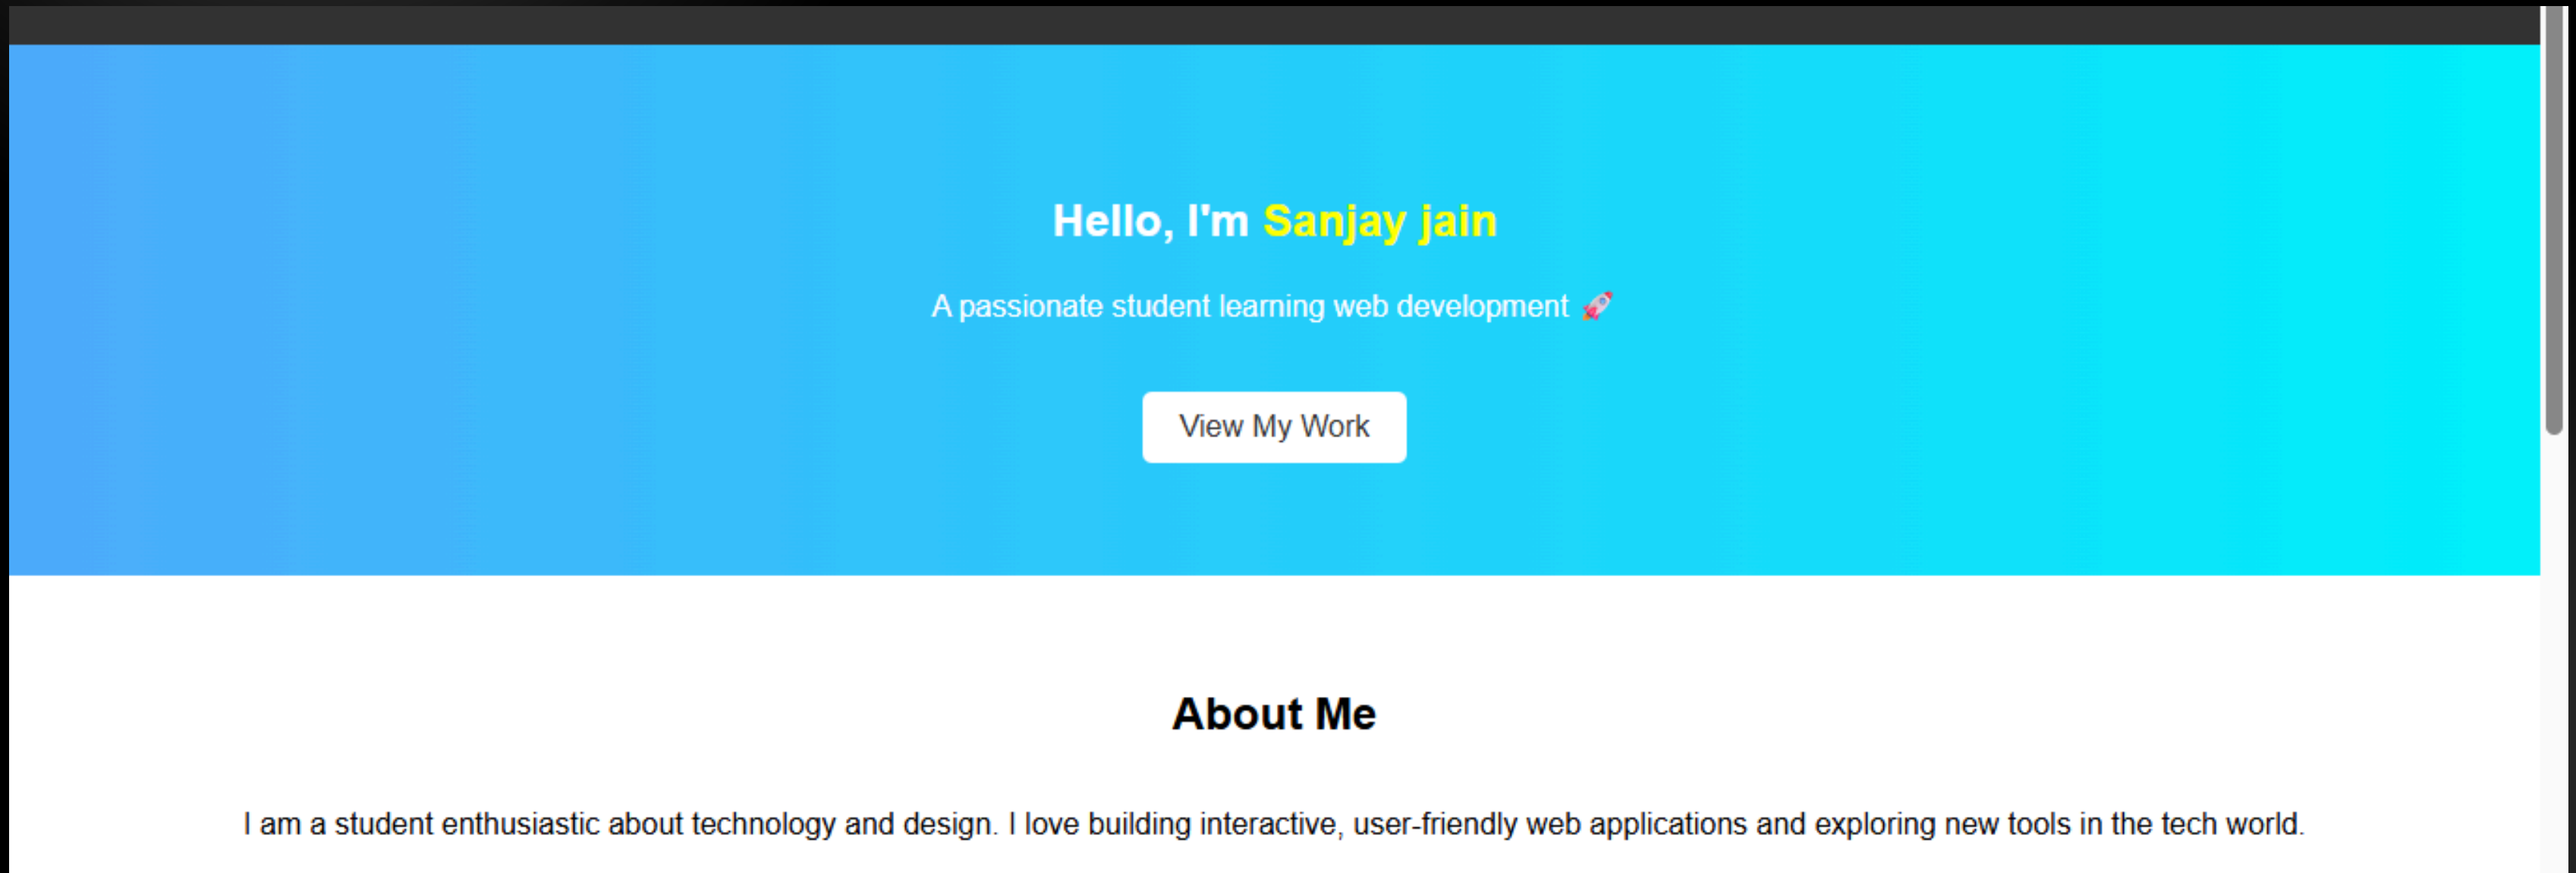 Hello, I'm Sanjay jain
A passionate student learning web development 🚀
View My Work
About Me
I am a student enthusiastic about technology and design. I love building interactive, user-friendly web applications and exploring new tools in the tech world.